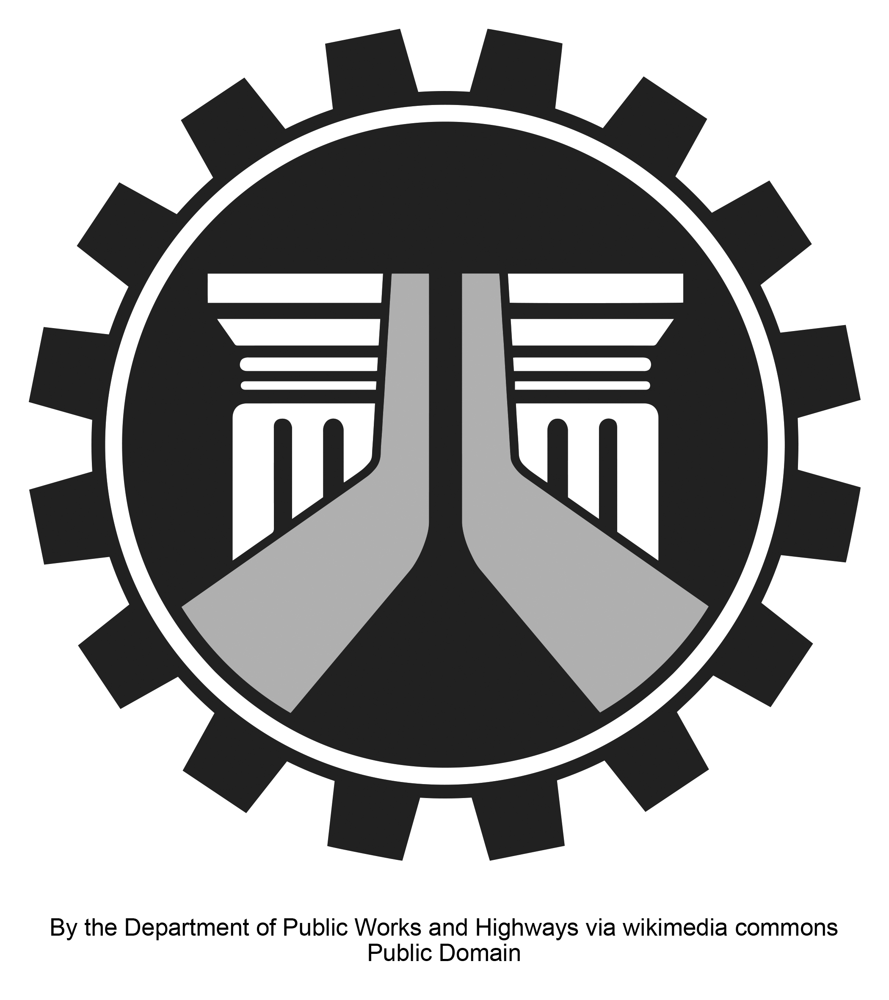 By the Department of Public Works and Highways via wikimedia commons
Public Domain